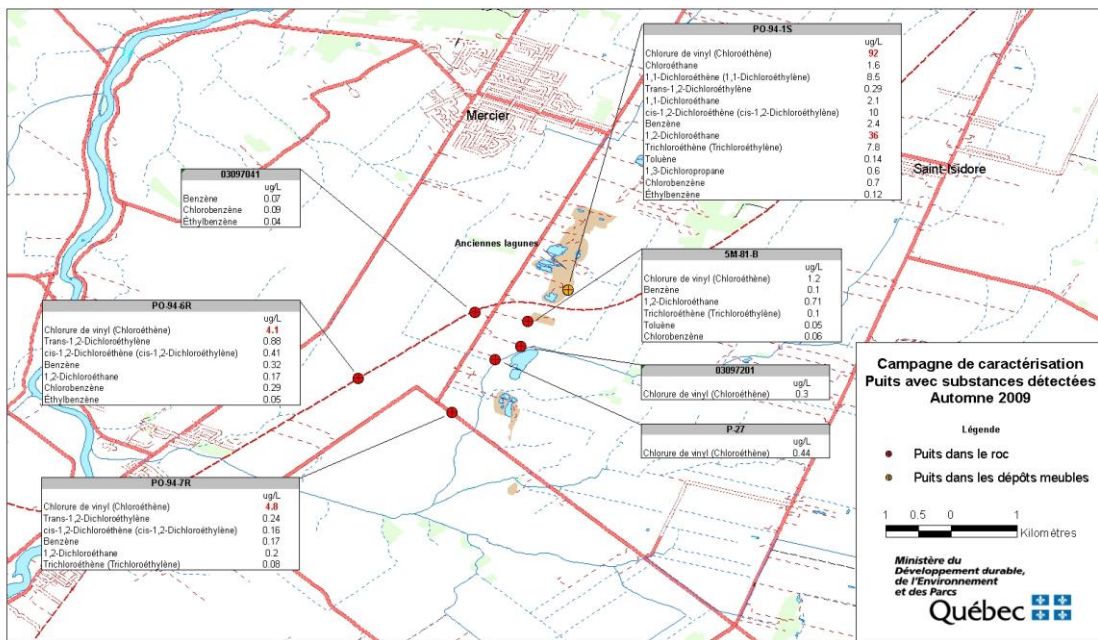 PO-94-1S
ug/L
Chlorure de vinyl (Chloroéthène) 92
Chloroéthane 1.6
1,1-Dichloroéthène (1,1-Dichloroéthylène) 8.5
Trans-1,2-Dichloroéthylène 0.29
1,1-Dichloroéthane 2.1
cis-1,2-Dichloroéthène (cis-1,2-Dichloroéthylène) 10
Benzène 2.4
1,2-Dichloroéthane 36
Trichloroéthène (Trichloroéthylène) 7.8
Toluène 0.14
1,3-Dichloropropane 0.6
Chlorobenzène 0.7
Éthylbenzène 0.12
Mercier
Saint-Isidore
03097041
ug/L
Benzène 0.07
Chlorobenzène 0.09
Éthylbenzène 0.04
Anciennes lagunes
5M-81-B
ug/L
Chlorure de vinyl (Chloroéthène) 1.2
Benzène 0.1
1,2-Dichloroéthane 0.71
Trichloroéthène (Trichloroéthylène) 0.1
Toluène 0.05
Chlorobenzène 0.06
PO-94-6R
ug/L
Chlorure de vinyl (Chloroéthène) 4.1
Trans-1,2-Dichloroéthylène 0.88
cis-1,2-Dichloroéthène (cis-1,2-Dichloroéthylène) 0.41
Benzène 0.32
1,2-Dichloroéthane 0.17
Chlorobenzène 0.29
Éthylbenzène 0.05
03097201
ug/L
Chlorure de vinyl (Chloroéthène) 0.3
P-27
ug/L
Chlorure de vinyl (Chloroéthène) 0.44
PO-94-7R
ug/L
Chlorure de vinyl (Chloroéthène) 4.8
Trans-1,2-Dichloroéthylène 0.24
cis-1,2-Dichloroéthène (cis-1,2-Dichloroéthylène) 0.16
Benzène 0.17
1,2-Dichloroéthane 0.2
Trichloroéthène (Trichloroéthylène) 0.08
Campagne de caractérisation
Puits avec substances détectées
Automne 2009
Légende
Puits dans le roc
Puits dans les dépôts meubles
1 0.5 0 1
Kilomètres
Ministère du
Développement durable,
de l'Environnement
et des Parcs
Québec